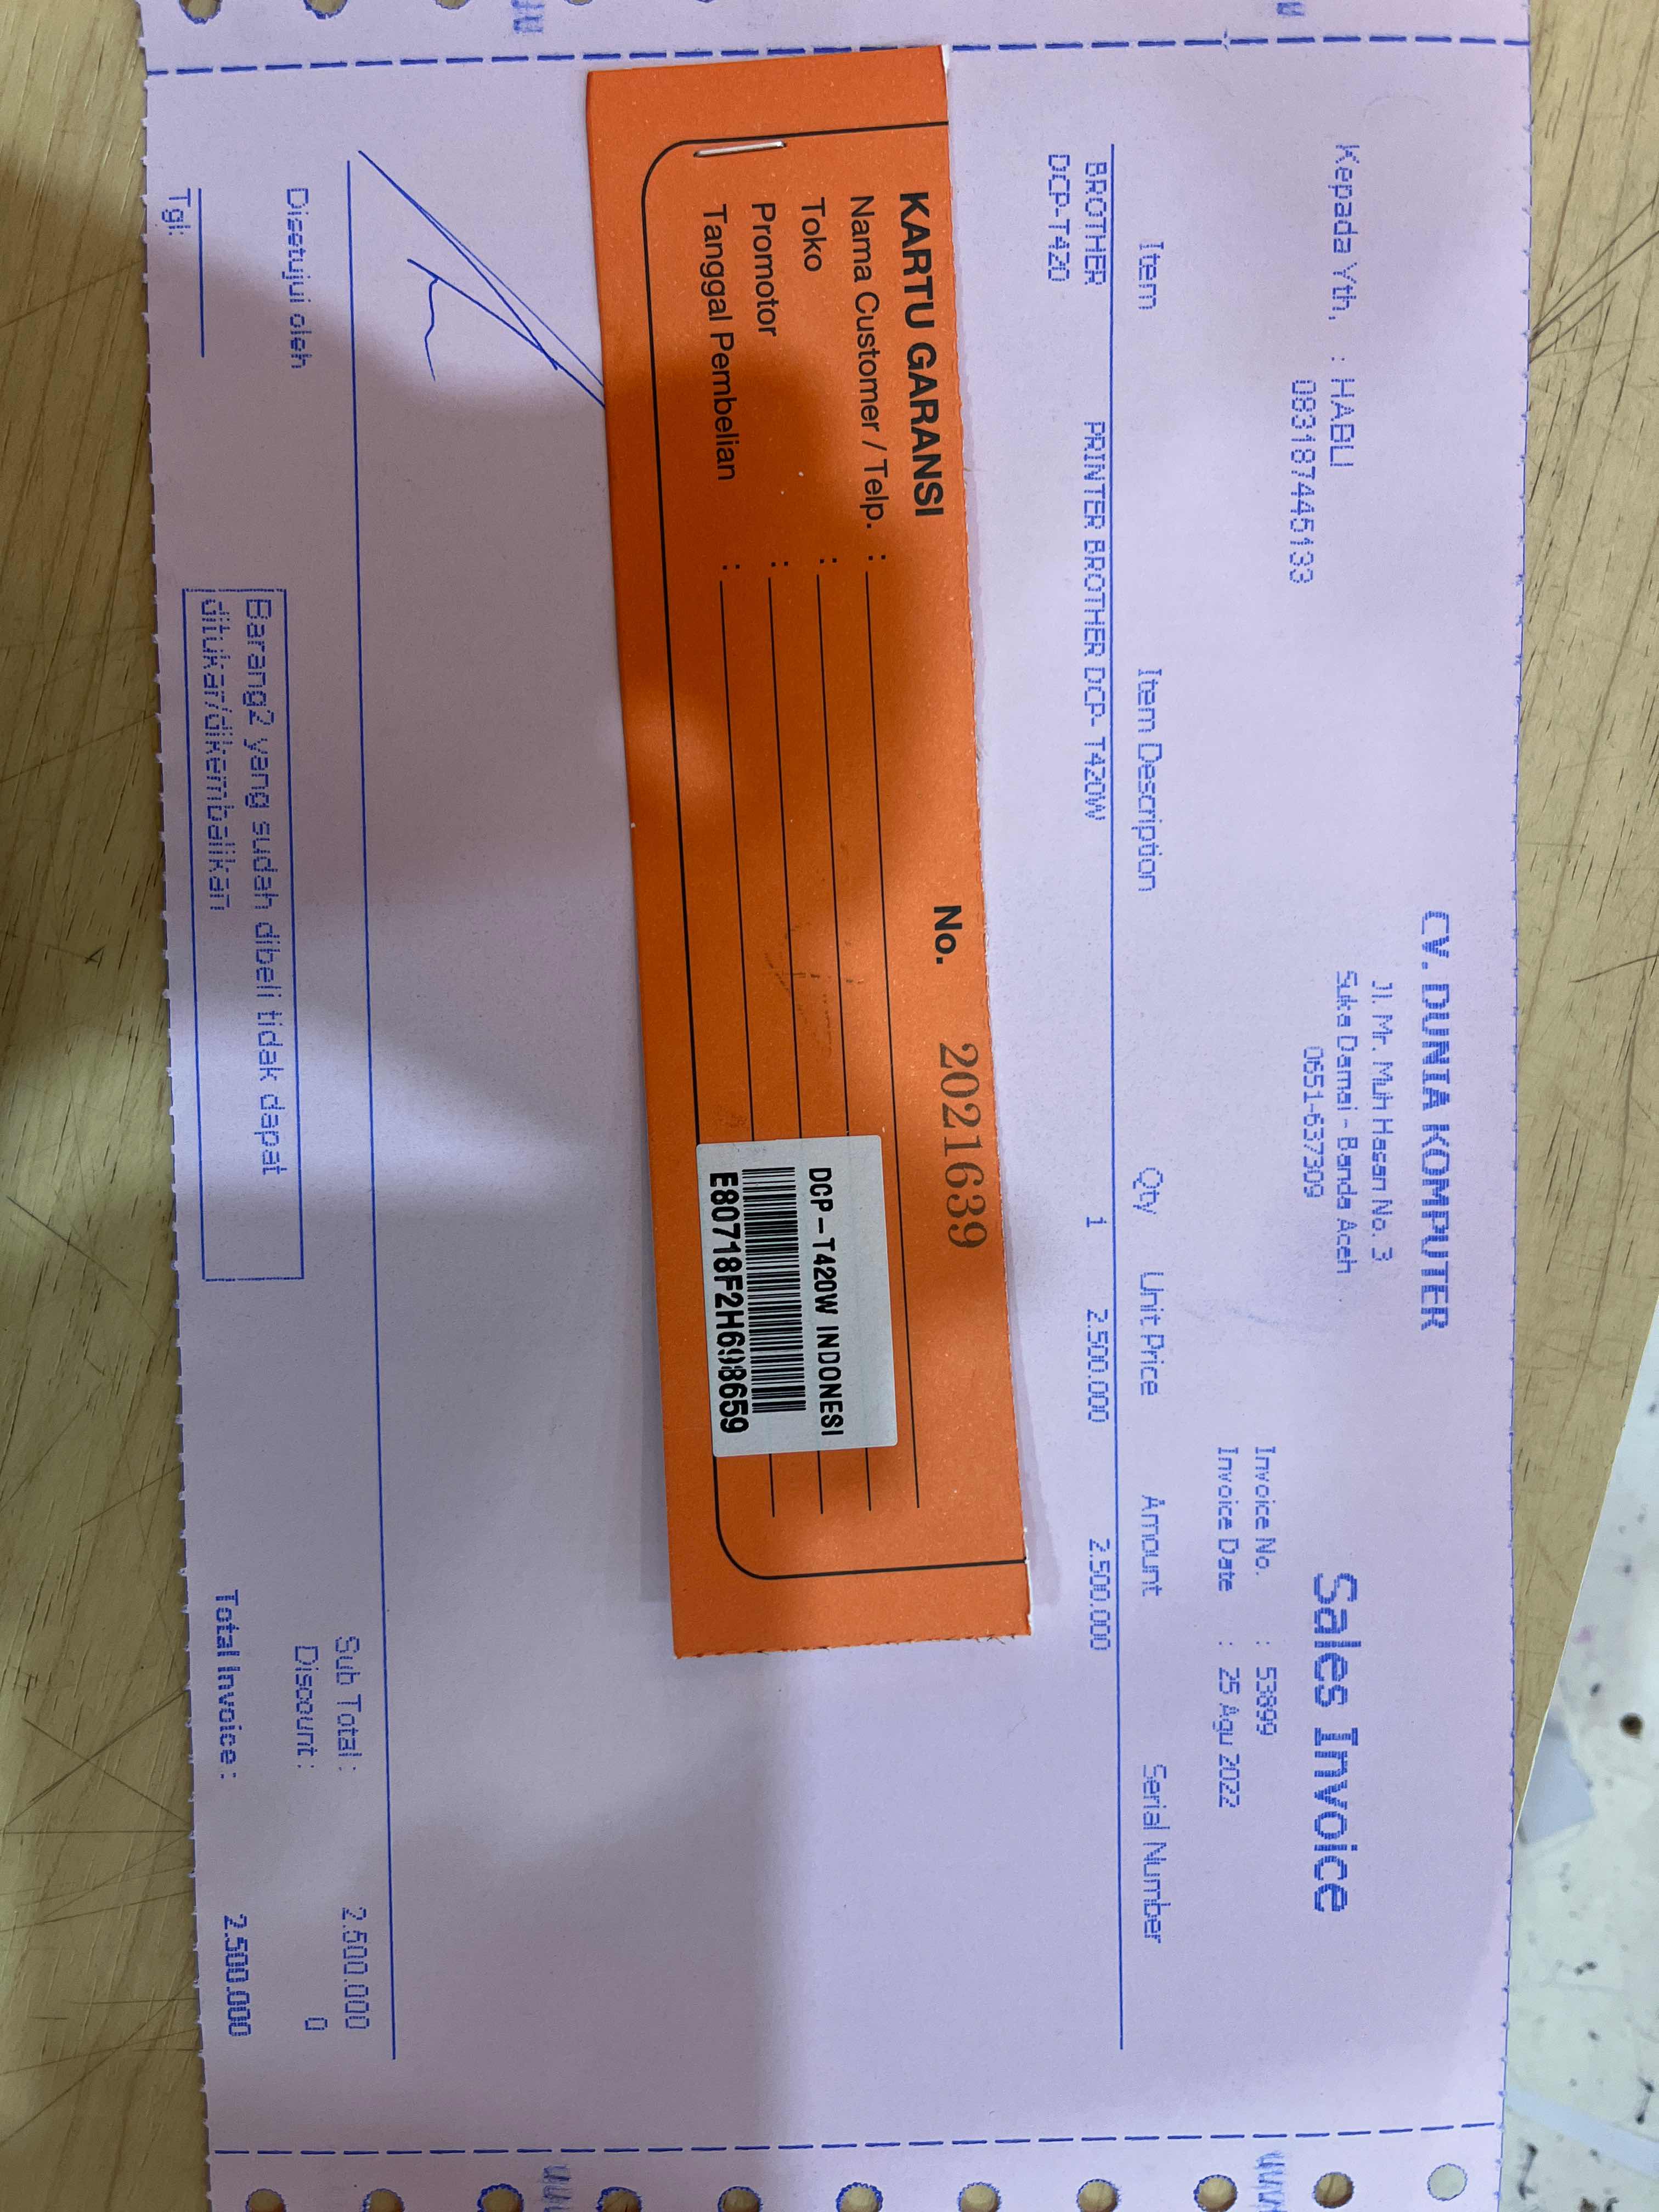 CV. DUNIA KOMPUTER
Jl. Mr. Muh Hasan No. 3
Suka Damai - Banda Aceh
0651-637309
Kepada Yth. : HABLI
083187446133
Sales Invoice
Invoice No. : 53899
Invoice Date : 25 Agu 2022
Item Item Description Qty Unit Price Amount Serial Number
BROTHER PRINTER BROTHER DCP- T420W 1 2.500.000 2.500.000
DCP-T420
KARTU GARANSI No. 2021639
Nama Customer / Telp. :
Toko :
Promotor :
Tanggal Pembelian :
DCP-T420W INDONESI
E80718F2H698659
Disetujui oleh
Tgl:
Barang2 yang sudah dibeli tidak dapat
ditukar/dikembalikan
Sub Total : 2.500.000
Discount : 0
Total Invoice : 2.500.000